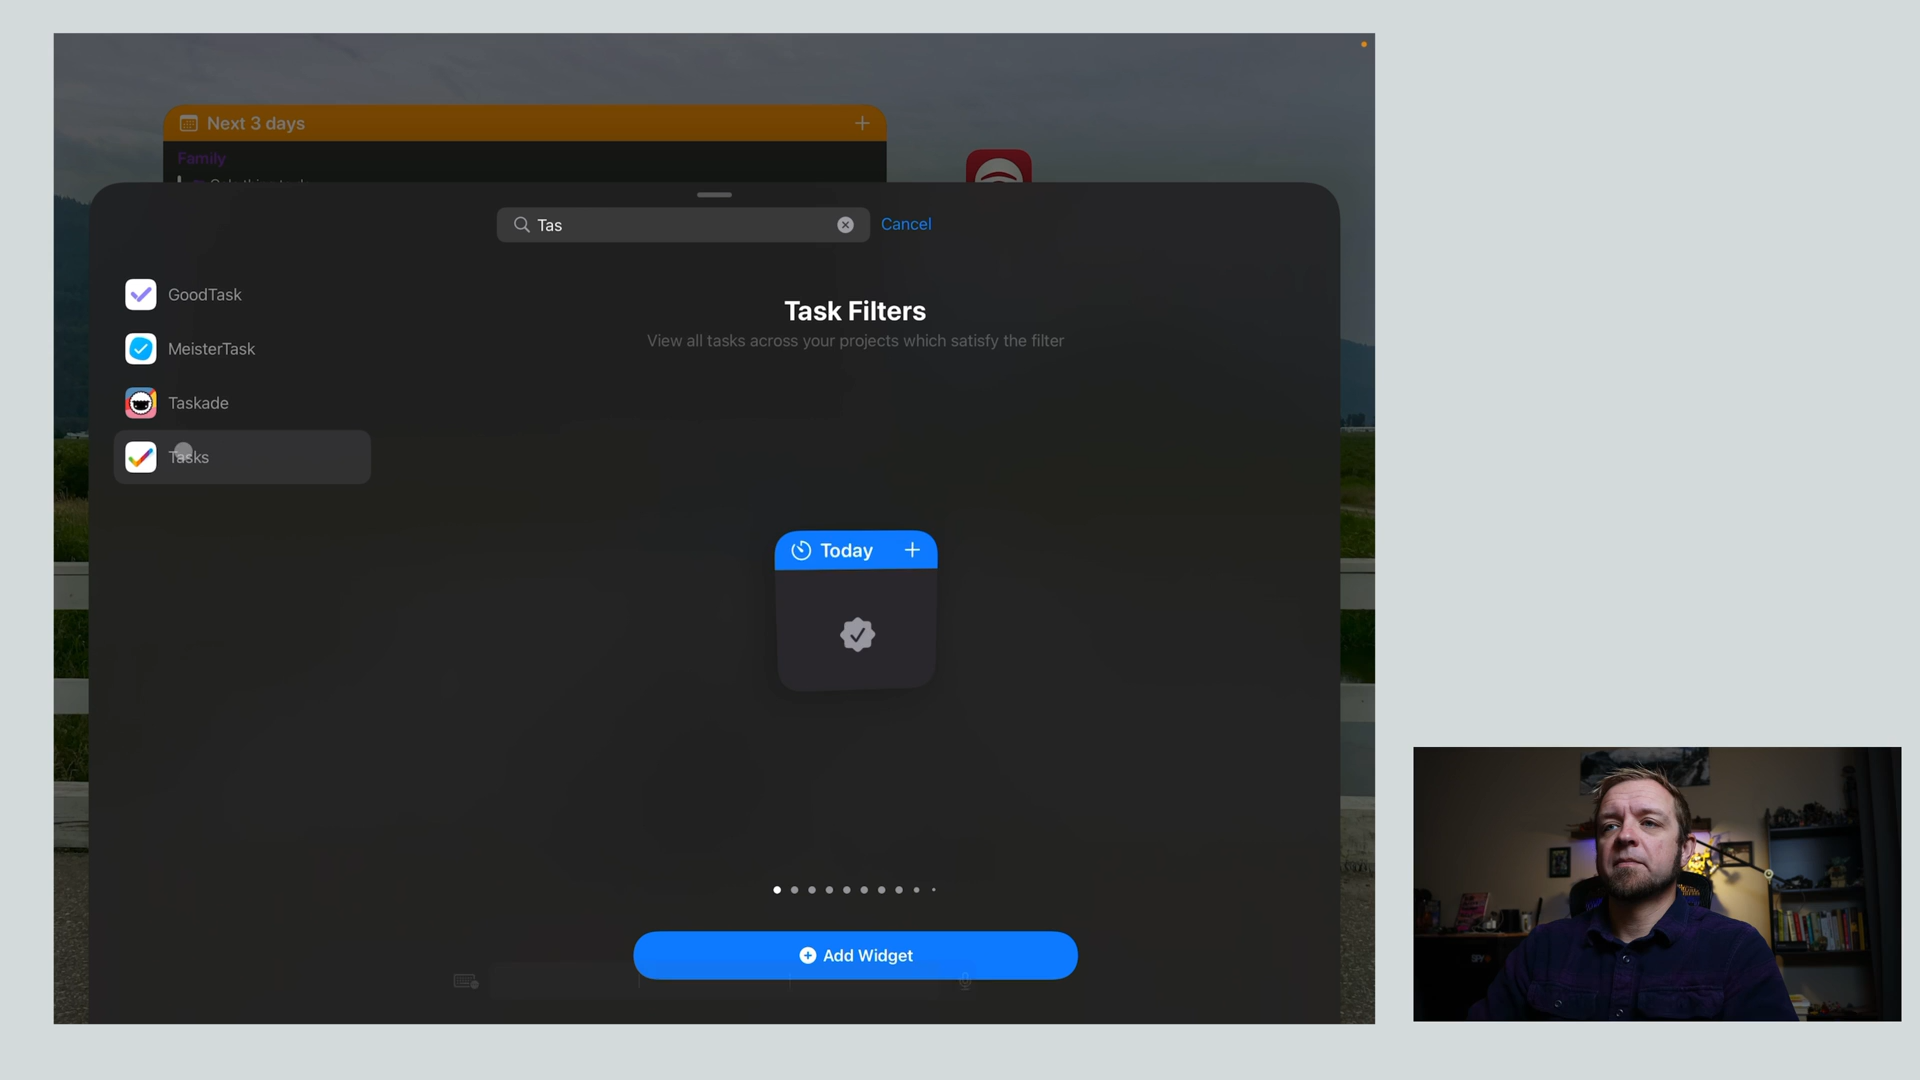 Next 3 days
Family
Tas
Cancel
GoodTask
MeisterTask
Taskade
Tasks
Task Filters
View all tasks across your projects which satisfy the filter
Today
Add Widget